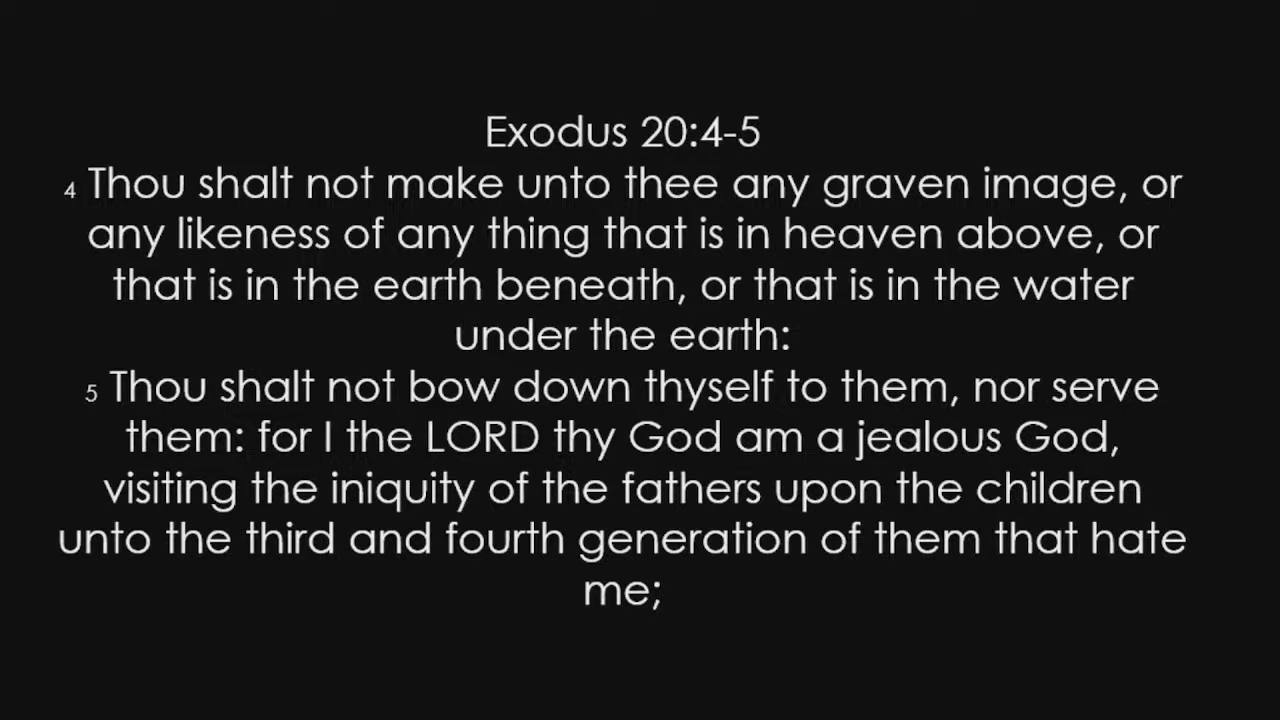 Exodus 20:4-5
4 Thou shalt not make unto thee any graven image, or
any likeness of any thing that is in heaven above, or
that is in the earth beneath, or that is in the water
under the earth:
5 Thou shalt not bow down thyself to them, nor serve
them: for I the LORD thy God am a jealous God,
visiting the iniquity of the fathers upon the children
unto the third and fourth generation of them that hate
me;